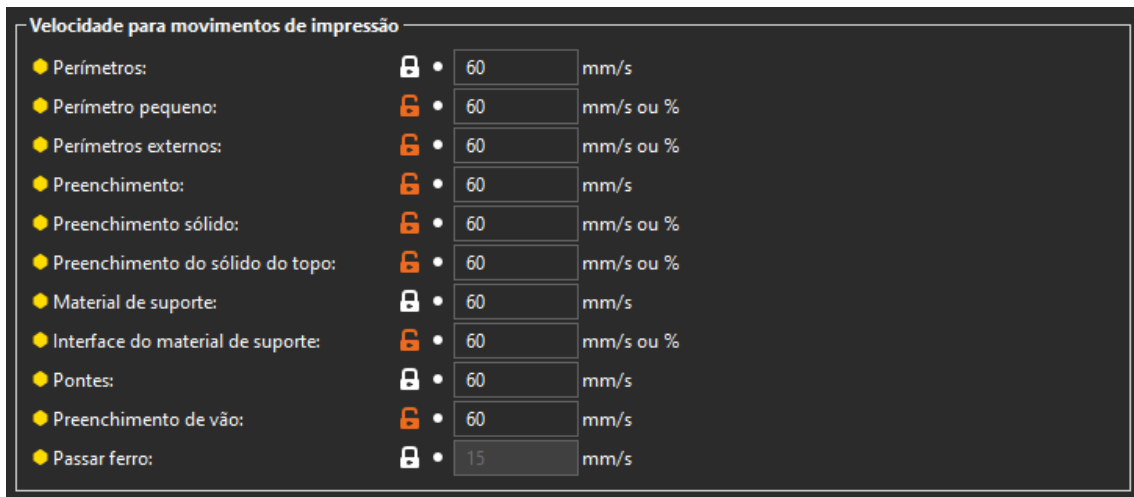 Velocidade para movimentos de impressão
Perímetros: 60 mm/s
Perímetro pequeno: 60 mm/s ou %
Perímetros externos: 60 mm/s ou %
Preenchimento: 60 mm/s
Preenchimento sólido: 60 mm/s ou %
Preenchimento do sólido do topo: 60 mm/s ou %
Material de suporte: 60 mm/s
Interface do material de suporte: 60 mm/s ou %
Pontes: 60 mm/s
Preenchimento de vão: 60 mm/s
Passar ferro: 15 mm/s